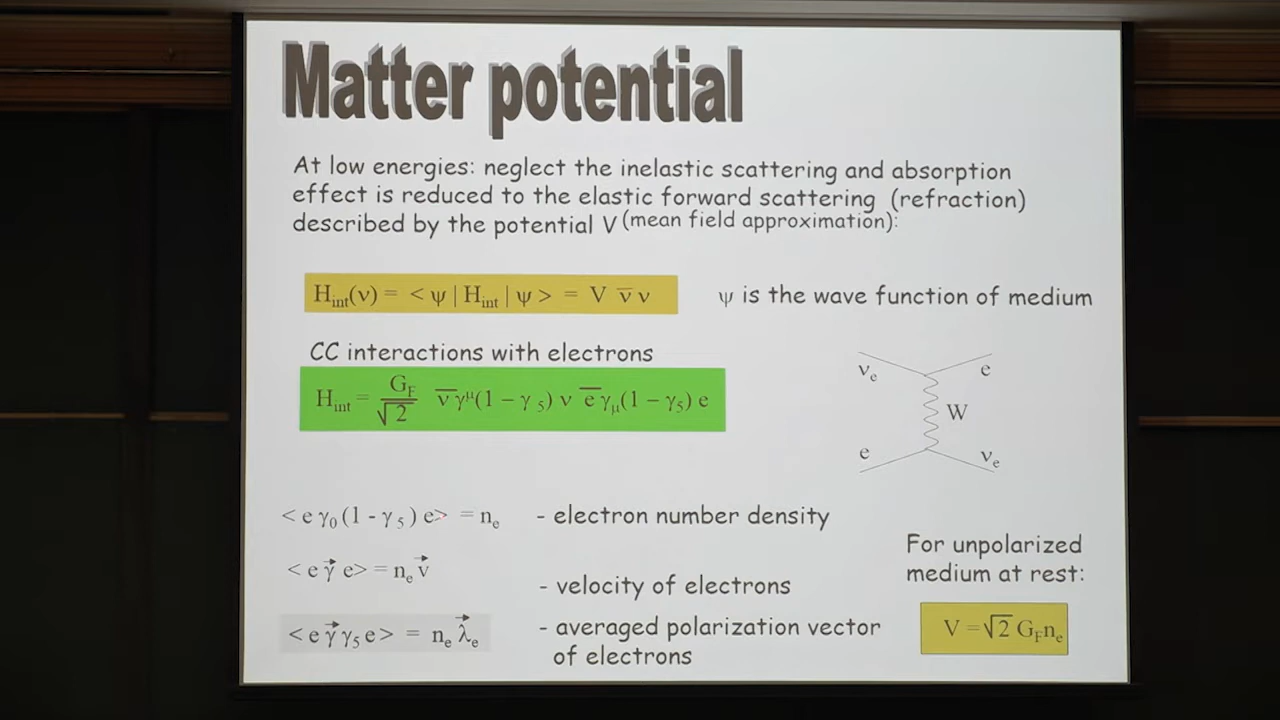 Matter potential
At low energies: neglect the inelastic scattering and absorption
effect is reduced to the elastic forward scattering (refraction)
described by the potential V (mean field approximation):
H_int(ν) = < ψ | H_int | ψ > = V ν̅ ν
ψ is the wave function of medium
CC interactions with electrons
H_int = G_F/√2 ν̅ γ^μ(1 – γ_5) ν e̅ γ_μ(1 – γ_5) e
ν_e
e
W
e
ν_e
< e γ_0 (1 - γ_5) e> = n_e
- electron number density
< e γ⃗ e> = n_e v⃗
- velocity of electrons
< e γ⃗ γ_5 e > = n_e λ⃗_e
- averaged polarization vector
of electrons
For unpolarized
medium at rest:
V = √2 G_F n_e